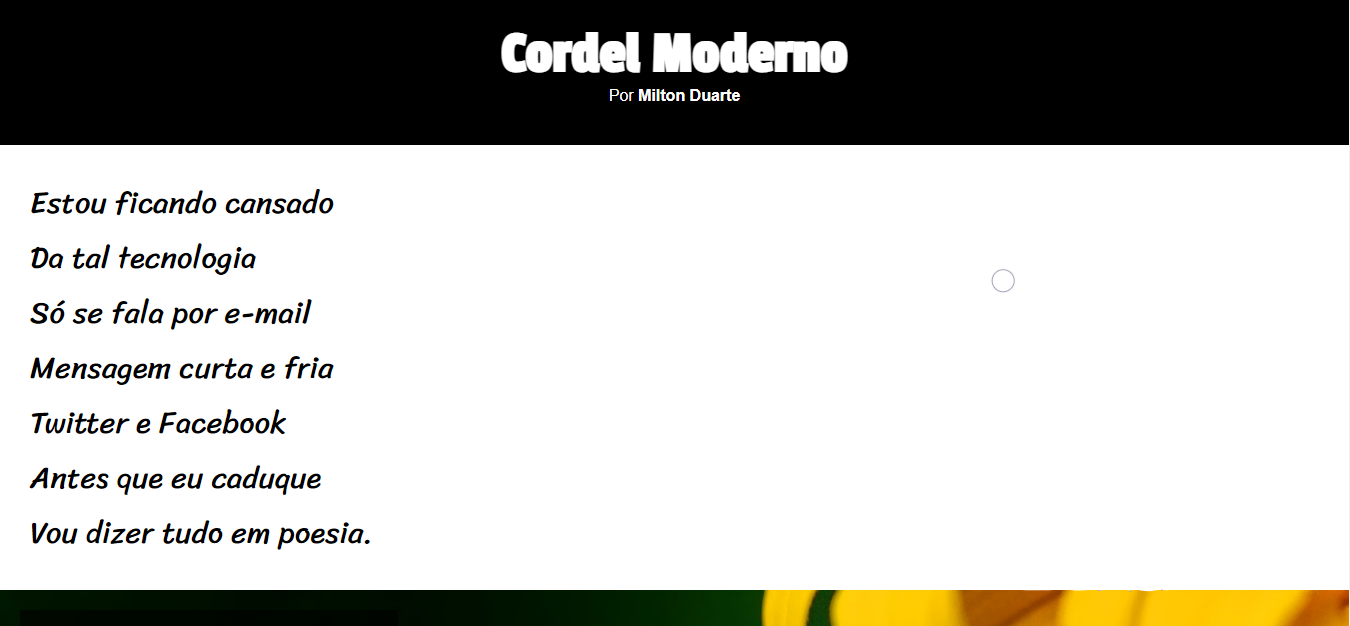 Cordel Moderno
Por Milton Duarte
Estou ficando cansado
Da tal tecnologia
Só se fala por e-mail
Mensagem curta e fria
Twitter e Facebook
Antes que eu caduque
Vou dizer tudo em poesia.